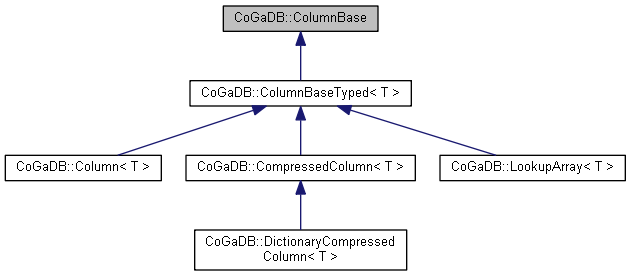 CoGaDB::ColumnBase
CoGaDB::ColumnBaseTyped< T >
CoGaDB::Column< T >
CoGaDB::CompressedColumn< T >
CoGaDB::LookupArray< T >
CoGaDB::DictionaryCompressed
Column< T >